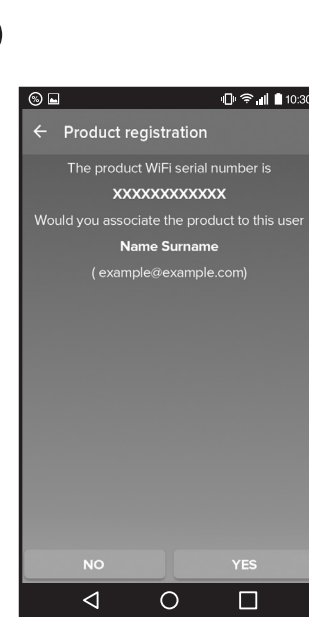 )
10:30
Product registration
The product WiFi serial number is
XXXXXXXXXXXX
Would you associate the product to this user
Name Surname
( example@example.com)
NO
YES